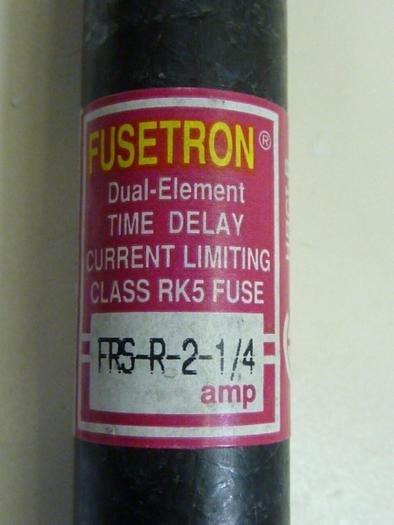 FUSETRON®
Dual-Element
TIME DELAY
CURRENT LIMITING
CLASS RK5 FUSE
FRS-R-2-1/4
amp